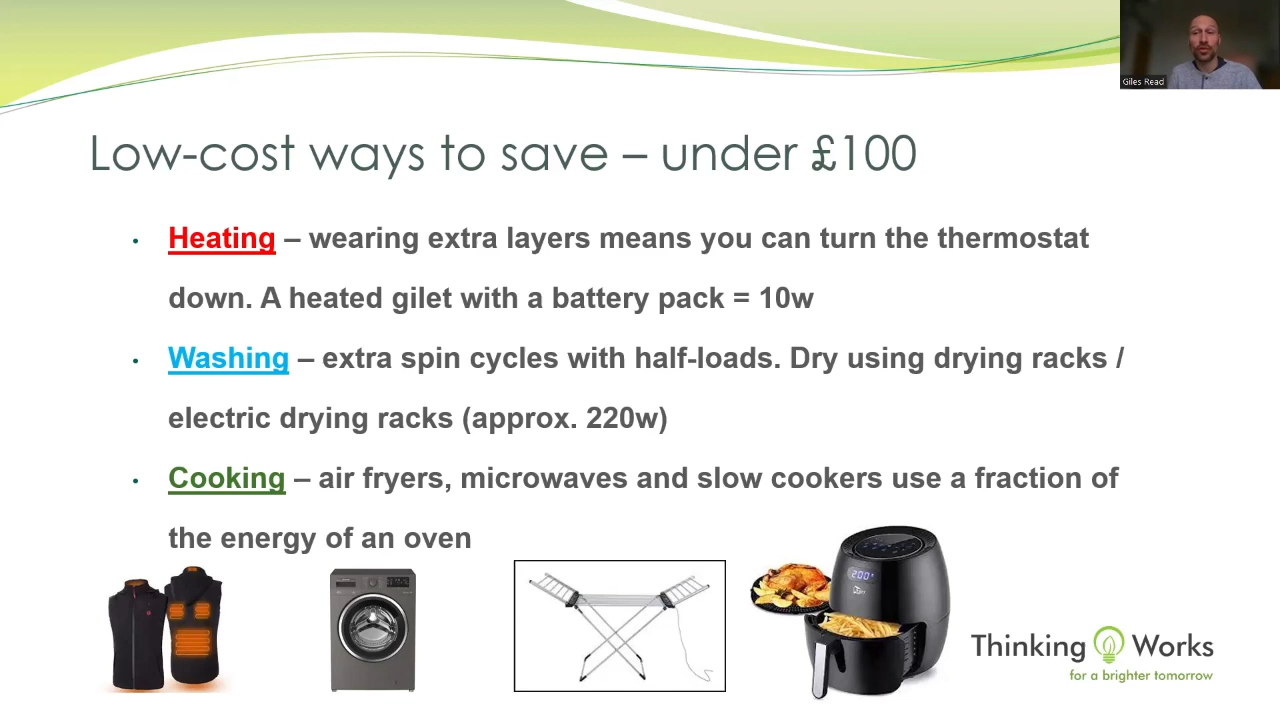 Giles Read
Low-cost ways to save – under £100
• Heating – wearing extra layers means you can turn the thermostat
down. A heated gilet with a battery pack = 10w
• Washing – extra spin cycles with half-loads. Dry using drying racks /
electric drying racks (approx. 220w)
• Cooking – air fryers, microwaves and slow cookers use a fraction of
the energy of an oven
200°
Thinking Works
for a brighter tomorrow